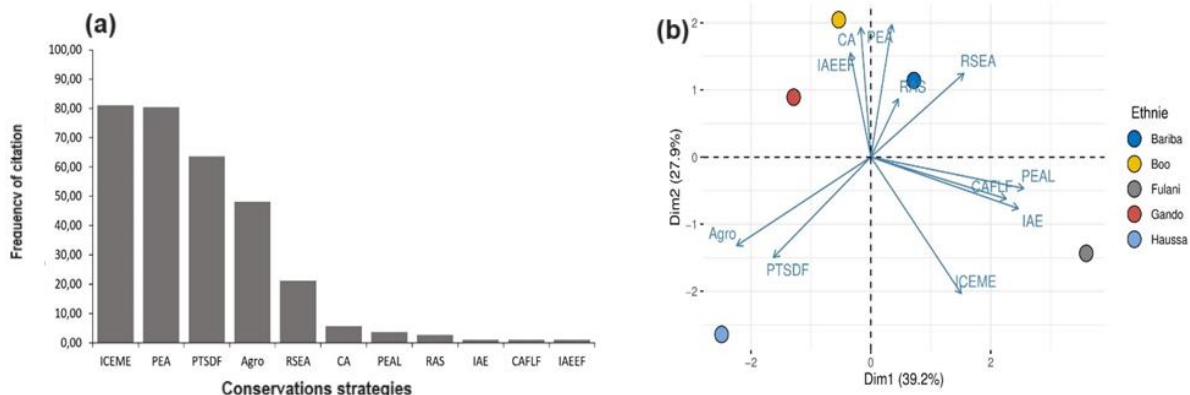 (a)
100,00
90,00
80,00
70,00
60,00
50,00
40,00
30,00
20,00
10,00
0,00
Frequency of citation
ICEME PEA PTSDF Agro RSEA CA PEAL RAS IAE CAFLF IAEEF
Conservations strategies
(b)
2
1
0
-1
-2
Dim2 (27.9%)
CA PEA
IAEEF
RSEA
RAS
PEAL
CAFLF
IAE
Agro
PTSDF
ICEME
-2 0 2
Dim1 (39.2%)
Ethnie
Bariba
Boo
Fulani
Gando
Haussa